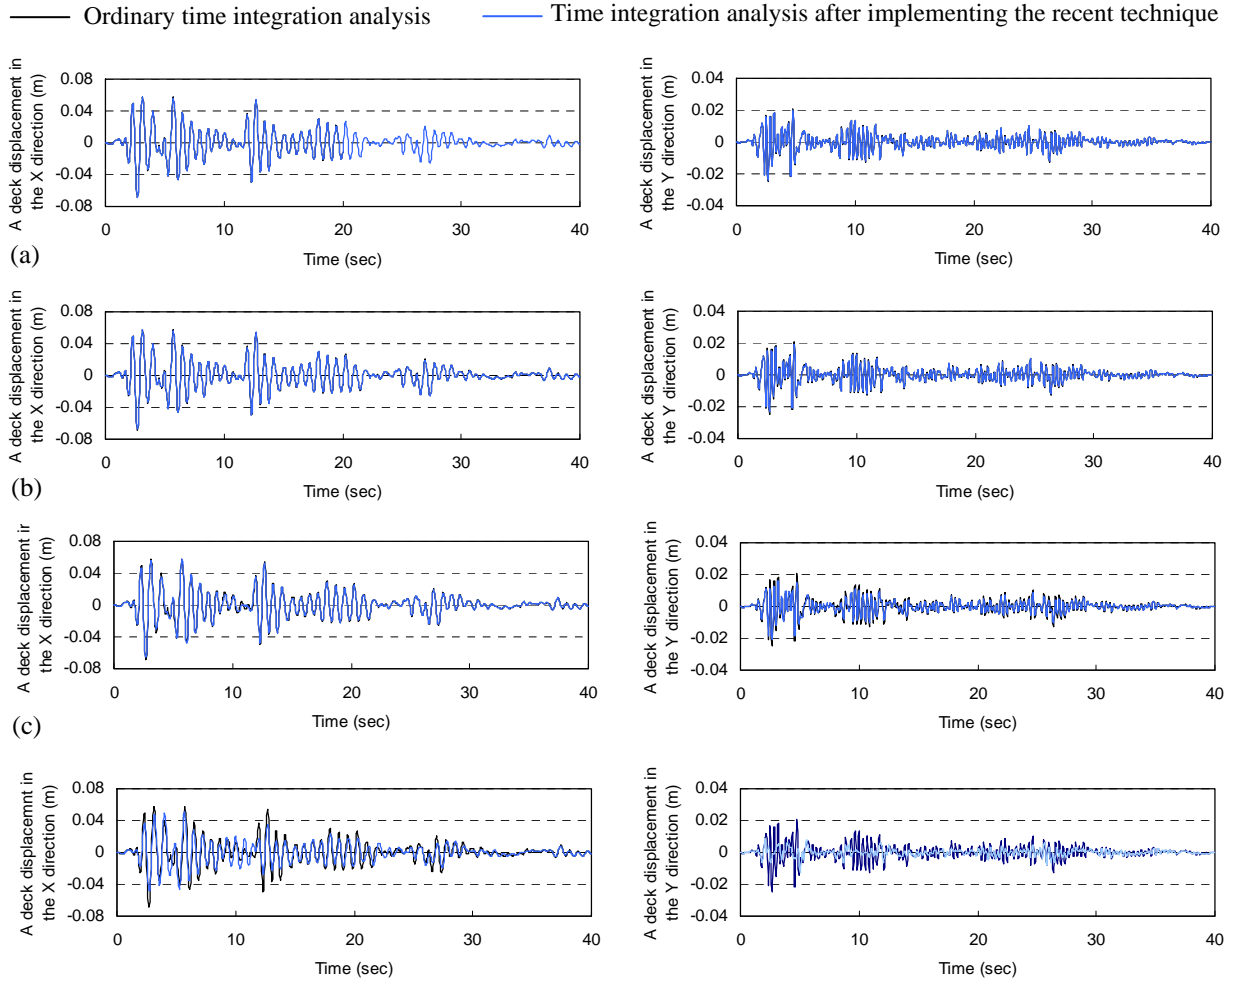 Ordinary time integration analysis
Time integration analysis after implementing the recent technique
A deck displacement in
the X direction (m)
0.08
0.04
0
-0.04
-0.08
0 10 20 30 40
Time (sec)
A deck displacement in
the Y direction (m)
0.04
0.02
0
-0.02
-0.04
0 10 20 30 40
Time (sec)
(a)
A deck displacement in
the X direction (m)
0.08
0.04
0
-0.04
-0.08
0 10 20 30 40
Time (sec)
A deck displacement in
the Y direction (m)
0.04
0.02
0
-0.02
-0.04
0 10 20 30 40
Time (sec)
(b)
A deck displacement ir
the X direction (m)
0.08
0.04
0
-0.04
-0.08
0 10 20 30 40
Time (sec)
A deck displacement in
the Y direction (m)
0.04
0.02
0
-0.02
-0.04
0 10 20 30 40
Time (sec)
(c)
A deck displacemnt in
the X direction (m)
0.08
0.04
0
-0.04
-0.08
0 10 20 30 40
Time (sec)
A deck displacement in
the Y direction (m)
0.04
0.02
0
-0.02
-0.04
0 10 20 30 40
Time (sec)